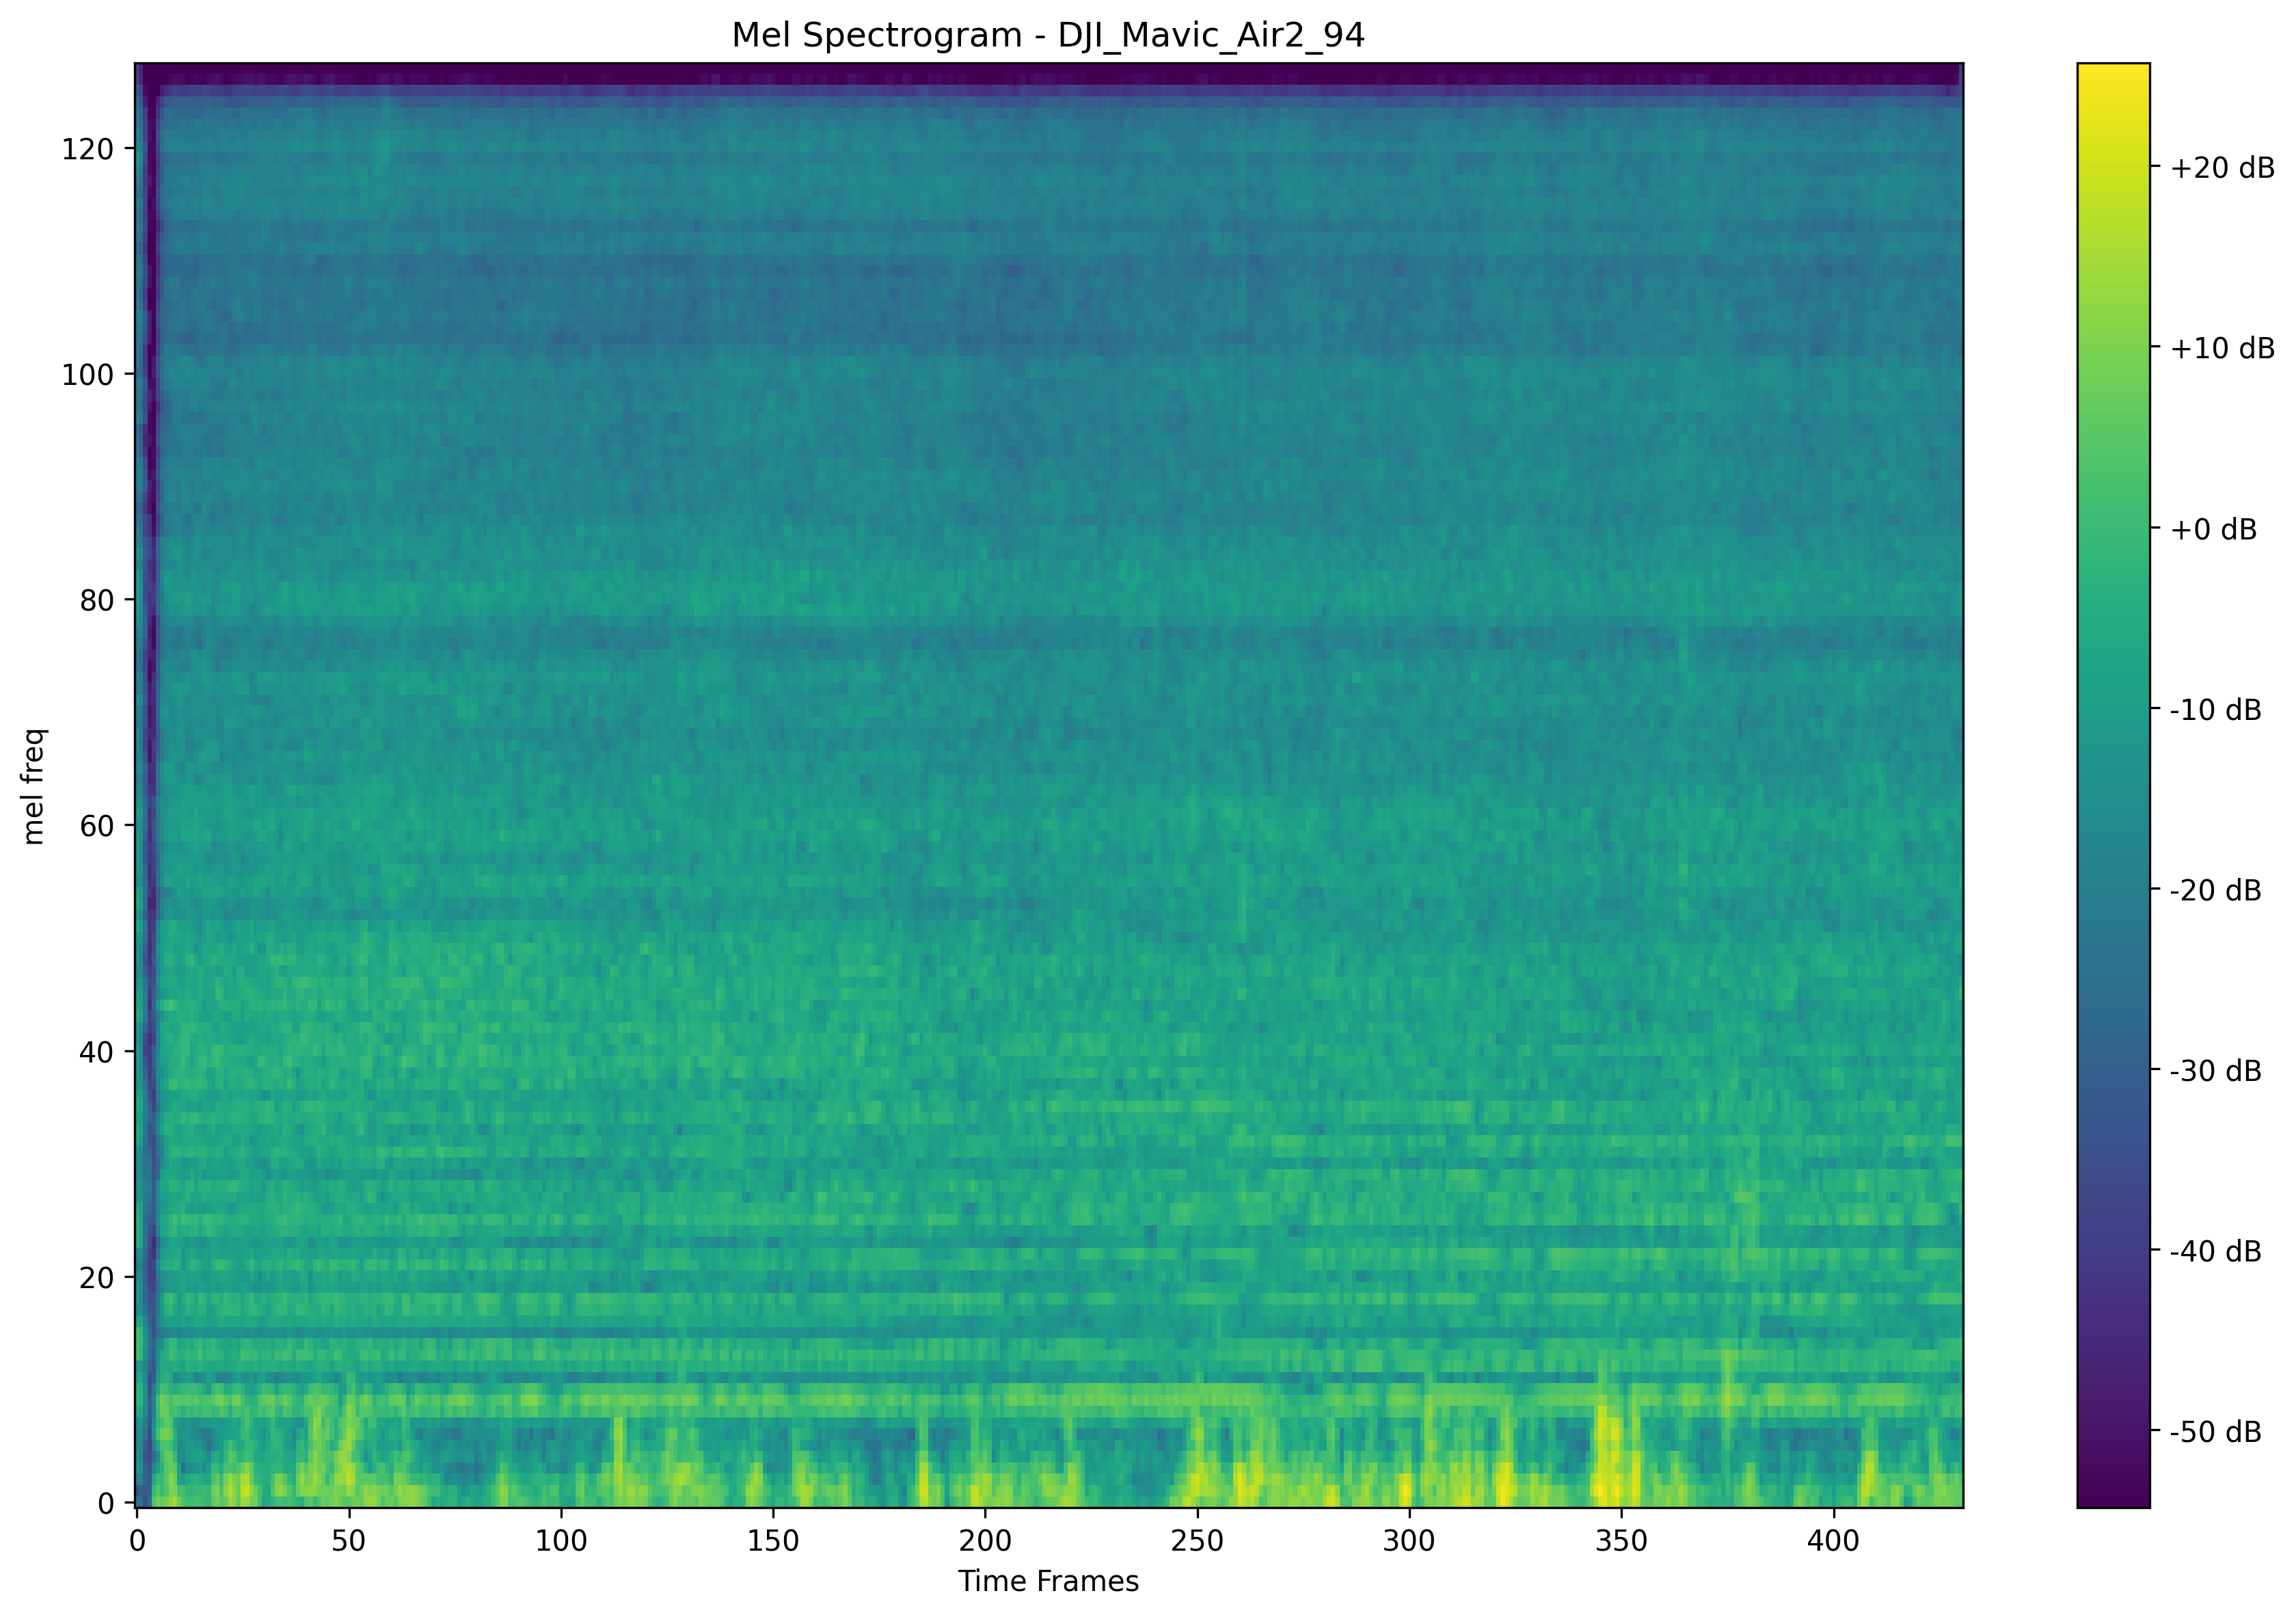 Mel Spectrogram - DJI_Mavic_Air2_94
120
100
80
60
40
20
0
mel freq
0 50 100 150 200 250 300 350 400
Time Frames
+20 dB
+10 dB
+0 dB
-10 dB
-20 dB
-30 dB
-40 dB
-50 dB